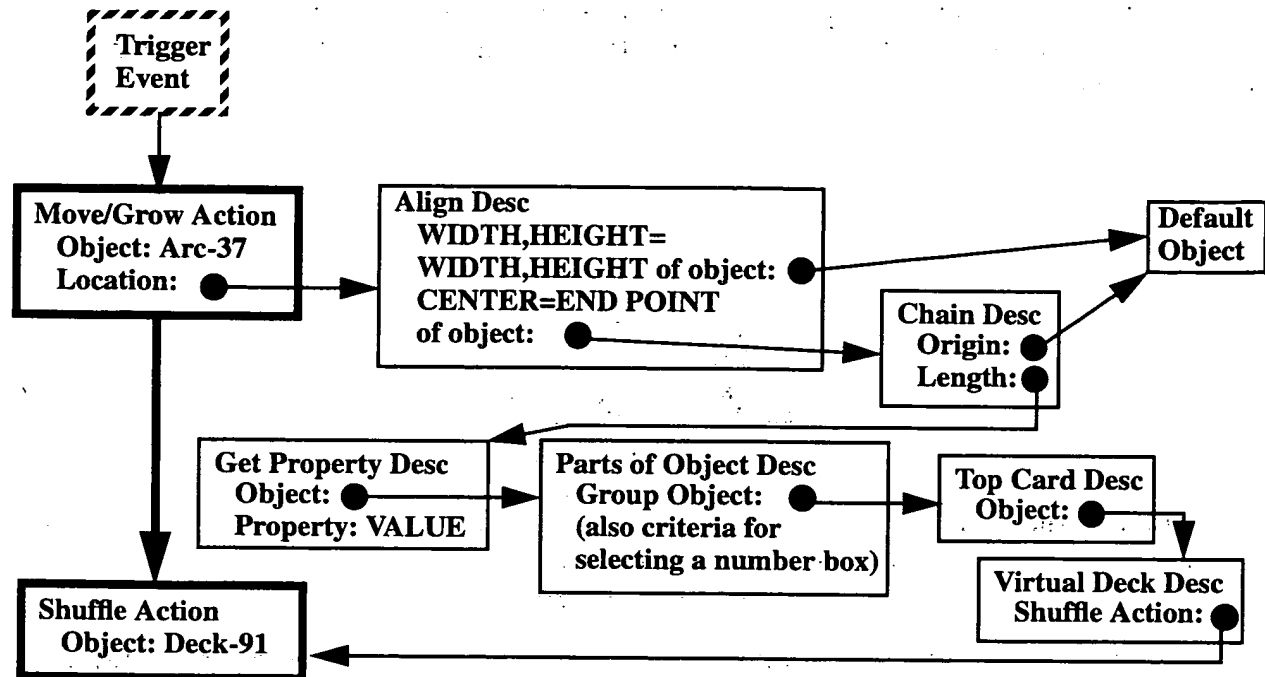 Trigger
Event
Move/Grow Action
Object: Arc-37
Location:
Align Desc
WIDTH,HEIGHT=
WIDTH,HEIGHT of object:
CENTER=END POINT
of object:
Default
Object
Chain Desc
Origin:
Length:
Get Property Desc
Object:
Property: VALUE
Parts of Object Desc
Group Object:
(also criteria for
selecting a number box)
Top Card Desc
Object:
Virtual Deck Desc
Shuffle Action:
Shuffle Action
Object: Deck-91